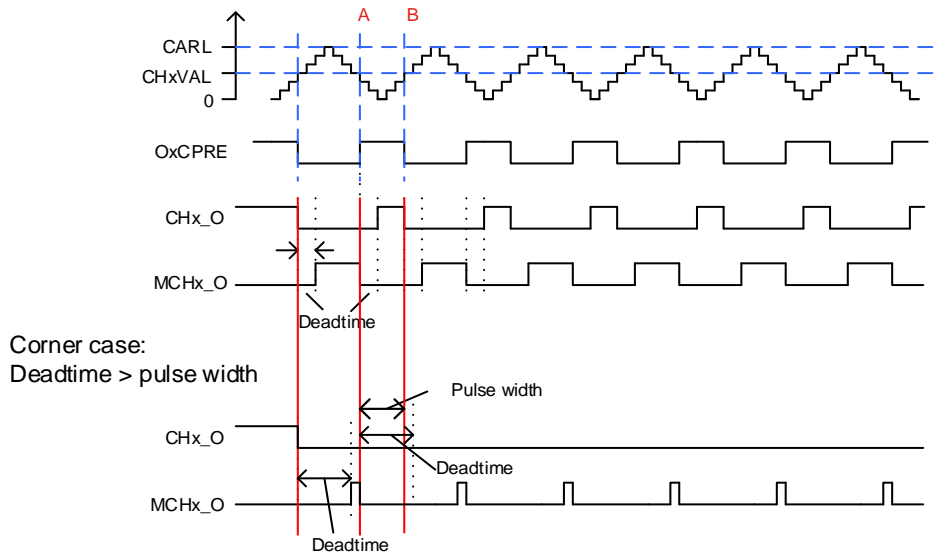 A B
CARL
CHxVAL
0
OxCPRE
CHx_O
MCHx_O
Deadtime
Corner case:
Deadtime > pulse width
Pulse width
CHx_O
Deadtime
MCHx_O
Deadtime